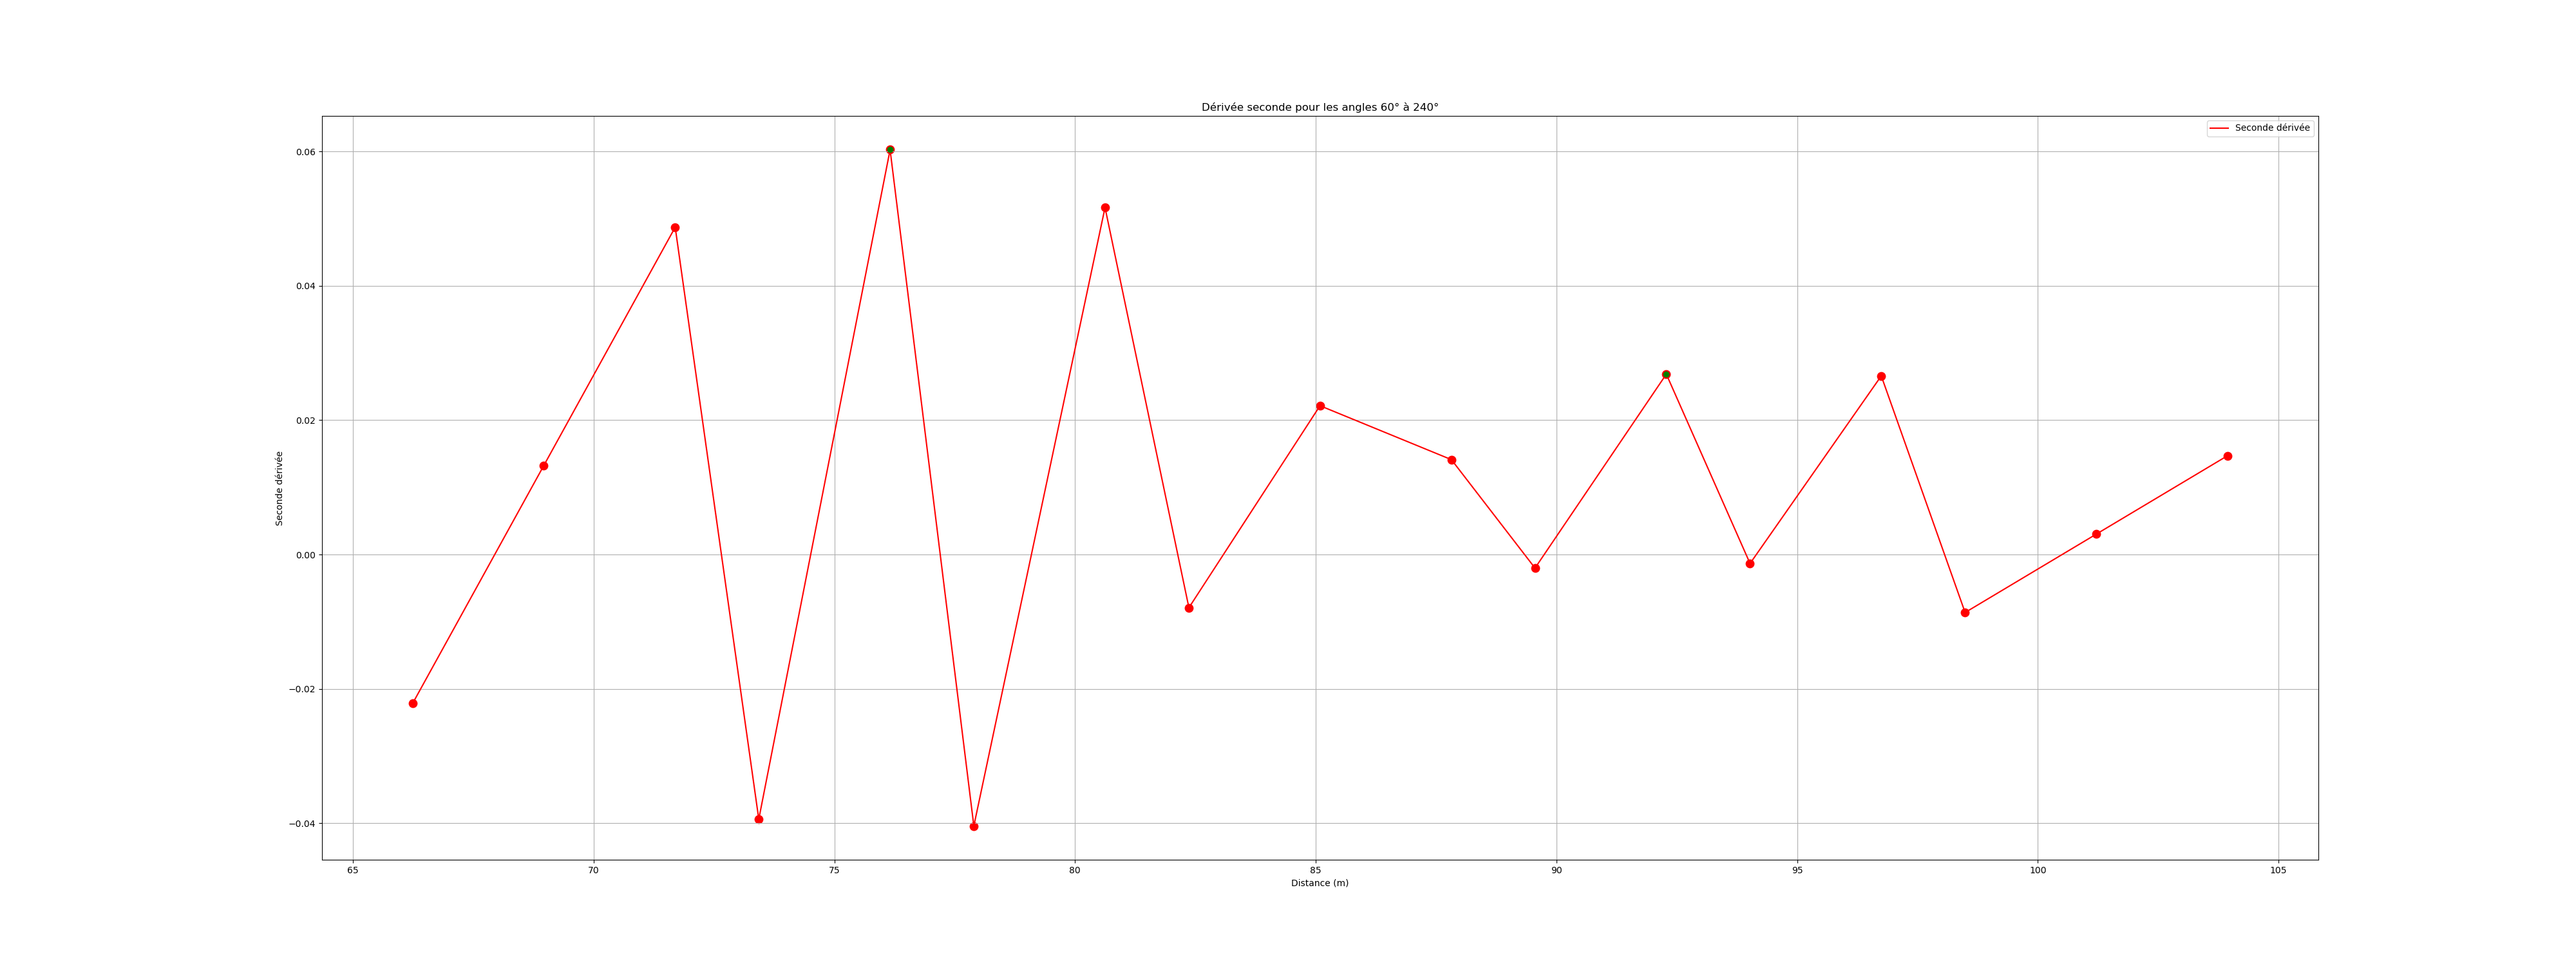 Dérivée seconde pour les angles 60° à 240°
Seconde dérivée
0.06
0.04
0.02
0.00
−0.02
−0.04
Seconde dérivée
65 70 75 80 85 90 95 100 105
Distance (m)